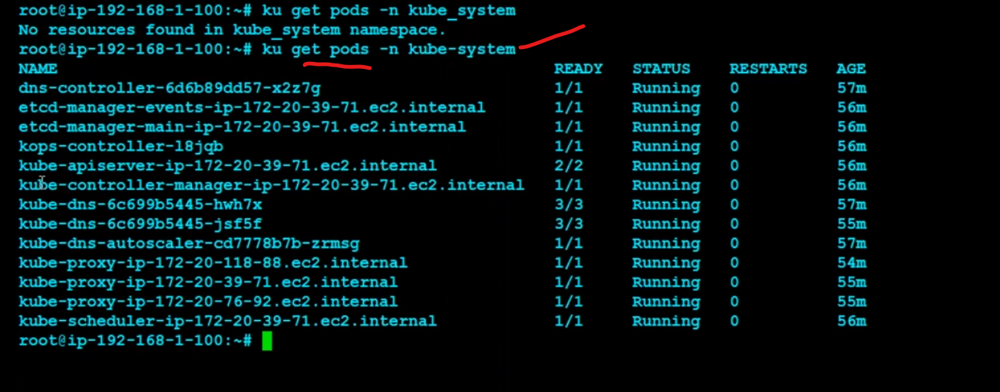 root@ip-192-168-1-100:~# ku get pods -n kube_system
No resources found in kube_system namespace.
root@ip-192-168-1-100:~# ku get pods -n kube-system
NAME READY STATUS RESTARTS AGE
dns-controller-6d6b89dd57-x2z7g 1/1 Running 0 57m
etcd-manager-events-ip-172-20-39-71.ec2.internal 1/1 Running 0 56m
etcd-manager-main-ip-172-20-39-71.ec2.internal 1/1 Running 0 56m
kops-controller-l8jqb 1/1 Running 0 56m
kube-apiserver-ip-172-20-39-71.ec2.internal 2/2 Running 0 56m
kube-controller-manager-ip-172-20-39-71.ec2.internal 1/1 Running 0 56m
kube-dns-6c699b5445-hwh7x 3/3 Running 0 57m
kube-dns-6c699b5445-jsf5f 3/3 Running 0 55m
kube-dns-autoscaler-cd7778b7b-zrmsg 1/1 Running 0 57m
kube-proxy-ip-172-20-118-88.ec2.internal 1/1 Running 0 54m
kube-proxy-ip-172-20-39-71.ec2.internal 1/1 Running 0 55m
kube-proxy-ip-172-20-76-92.ec2.internal 1/1 Running 0 55m
kube-scheduler-ip-172-20-39-71.ec2.internal 1/1 Running 0 56m
root@ip-192-168-1-100:~#